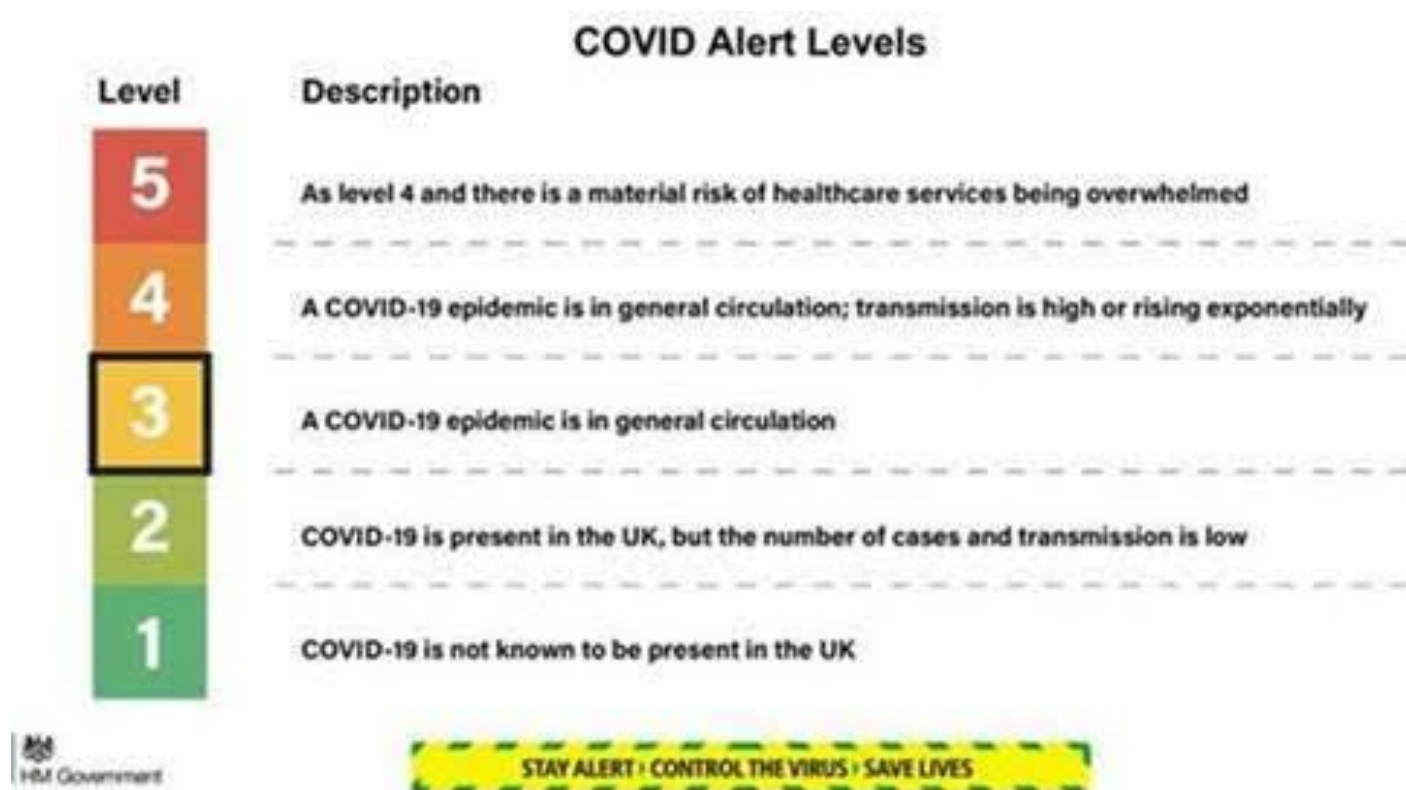 COVID Alert Levels
Level Description
5 As level 4 and there is a material risk of healthcare services being overwhelmed
4 A COVID-19 epidemic is in general circulation; transmission is high or rising exponentially
3 A COVID-19 epidemic is in general circulation
2 COVID-19 is present in the UK, but the number of cases and transmission is low
1 COVID-19 is not known to be present in the UK
HM Government
STAY ALERT › CONTROL THE VIRUS › SAVE LIVES